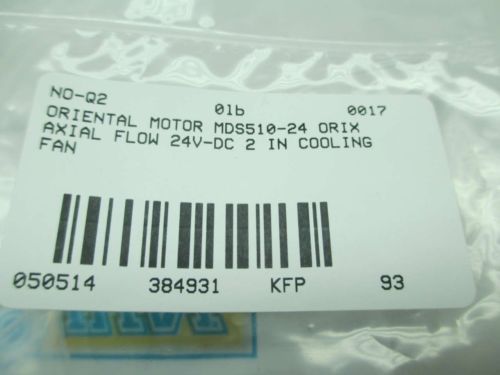 NO-Q2 0lb 0017
ORIENTAL MOTOR MDS510-24 ORIX
AXIAL FLOW 24V-DC 2 IN COOLING
FAN
050514 384931 KFP 93